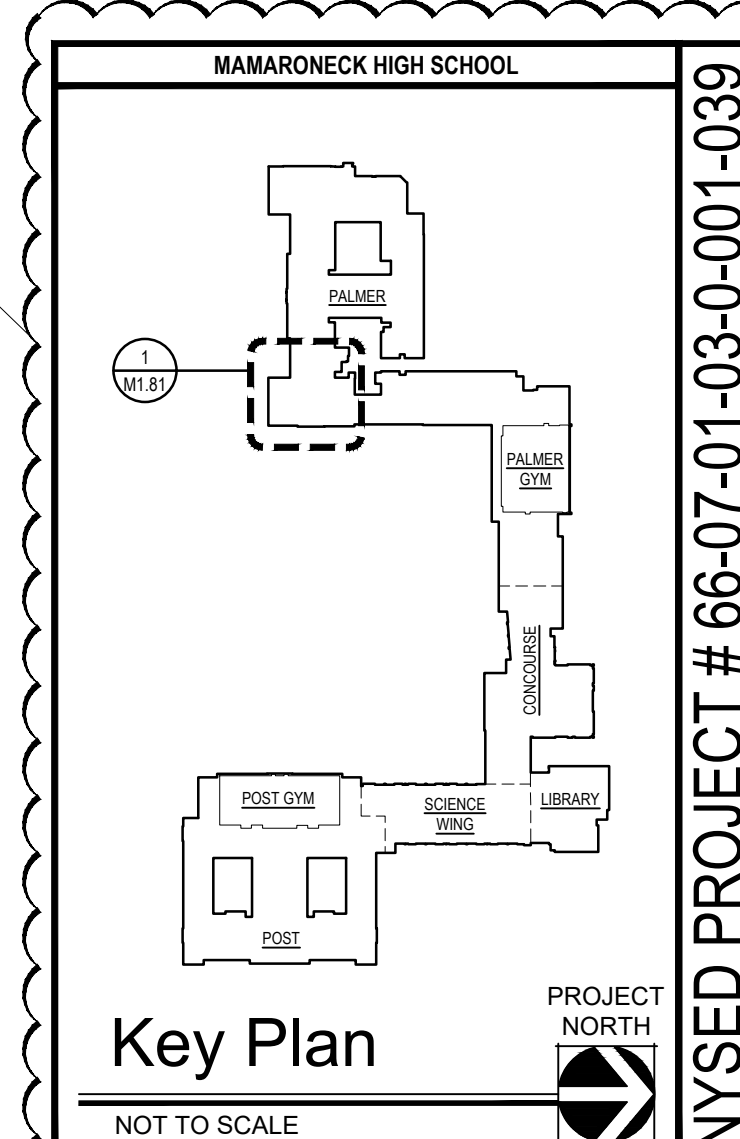 MAMARONECK HIGH SCHOOL
PALMER
1
M1.81
PALMER
GYM
CONCOURSE
POST GYM
SCIENCE
WING
LIBRARY
POST
PROJECT
NORTH
Key Plan
NOT TO SCALE
NYSED PROJECT # 66-07-01-03-0-001-039